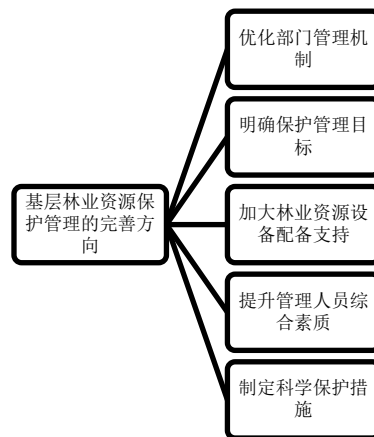 基层林业资源保
护管理的完善方
向
优化部门管理机
制
明确保护管理目
标
加大林业资源设
备配备支持
提升管理人员综
合素质
制定科学保护措
施